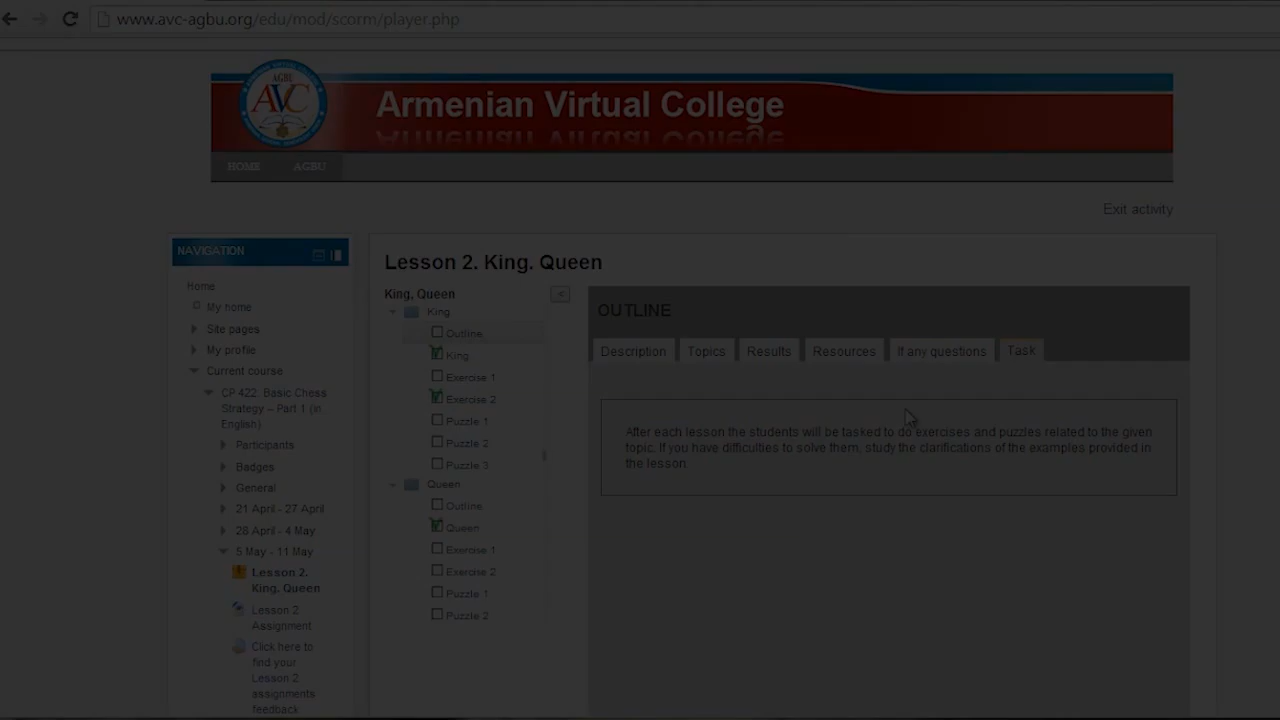 www.avc-agbu.org/edu/mod/scorm/player.php
AGBU
AVC
Armenian Virtual College
HOME
AGBU
Exit activity
NAVIGATION
Home
My home
Site pages
My profile
Current course
CP 422: Basic Chess
Strategy – Part 1 (in
English)
Participants
Badges
General
21 April - 27 April
28 April - 4 May
5 May - 11 May
Lesson 2.
King. Queen
Lesson 2
Assignment
Click here to
find your
Lesson 2
assignments
feedback
Lesson 2. King. Queen
King, Queen
<
King
Outline
King
Exercise 1
Exercise 2
Puzzle 1
Puzzle 2
Puzzle 3
Queen
Outline
Queen
Exercise 1
Exercise 2
Puzzle 1
Puzzle 2
OUTLINE
Description
Topics
Results
Resources
If any questions
Task
After each lesson the students will be tasked to do exercises and puzzles related to the given
topic. If you have difficulties to solve them, study the clarifications of the examples provided in
the lesson.